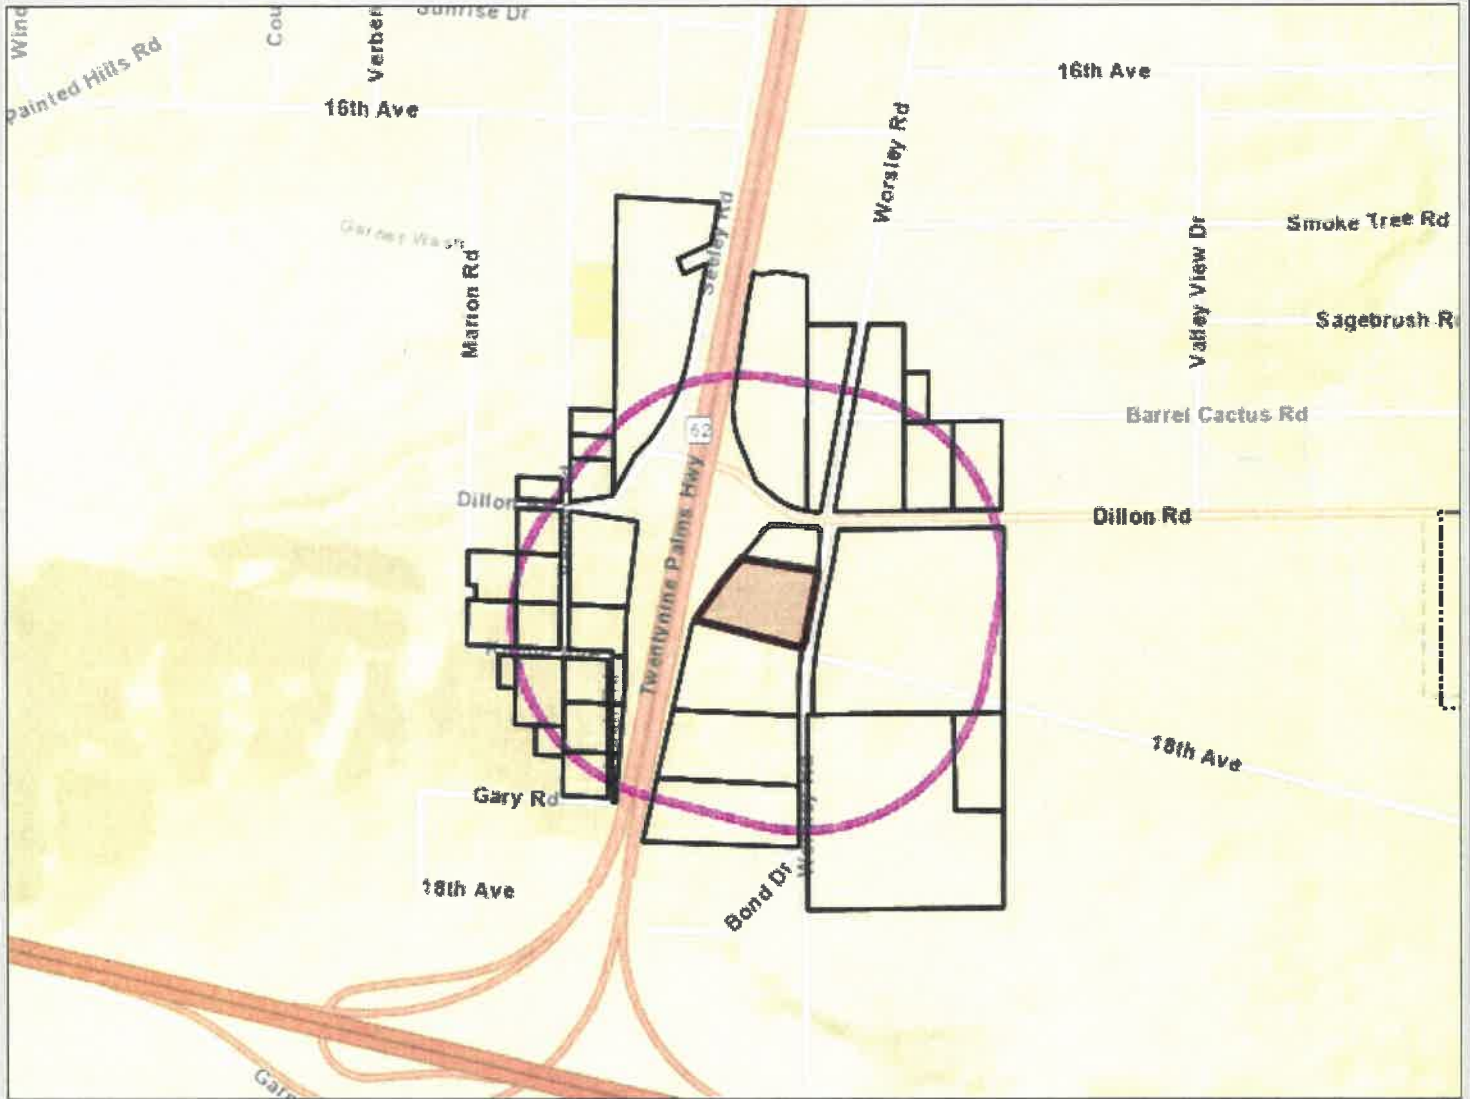 Sunrise Dr
Painted Hills Rd
16th Ave
16th Ave
Worsley Rd
Seeley Rd
Smoke Tree Rd
Valley View Dr
Garnet Wash
Marion Rd
Sagebrush R
Barrel Cactus Rd
62
Dillon
Dillon Rd
Twentynine Palms Hwy
18th Ave
Gary Rd
18th Ave
Bond Dr